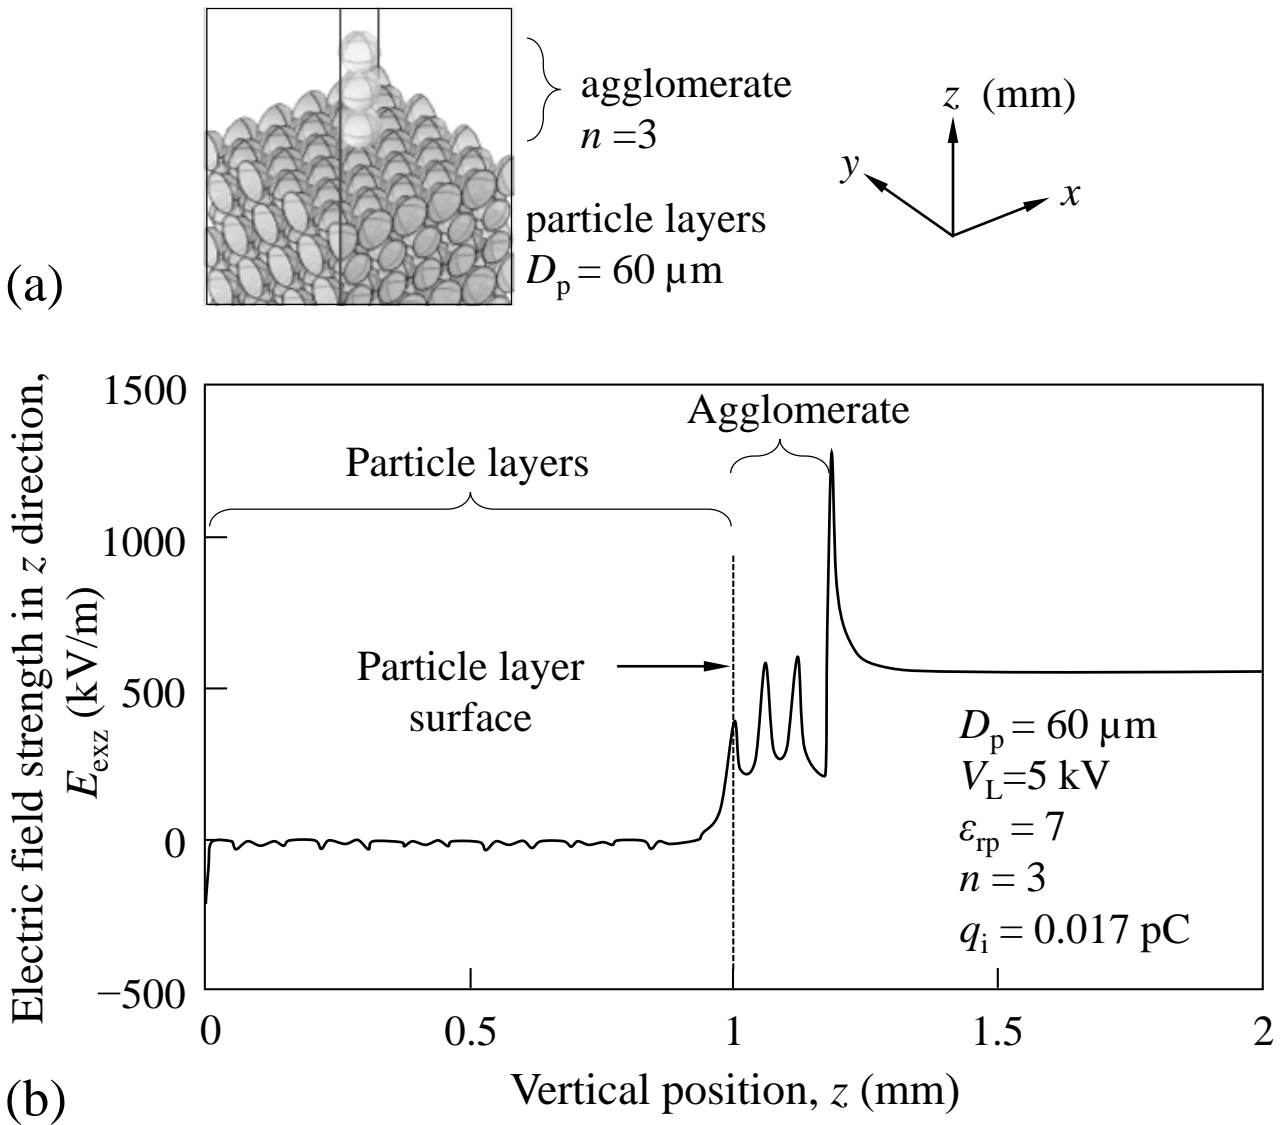 agglomerate
n =3
particle layers
Dp = 60 µm
z (mm)
y
x
(a)
Electric field strength in z direction,
Eexz (kV/m)
1500
1000
500
0
−500
Agglomerate
Particle layers
Particle layer
surface
Dp = 60 µm
VL=5 kV
εrp = 7
n = 3
qi = 0.017 pC
0
0.5
1
1.5
2
Vertical position, z (mm)
(b)